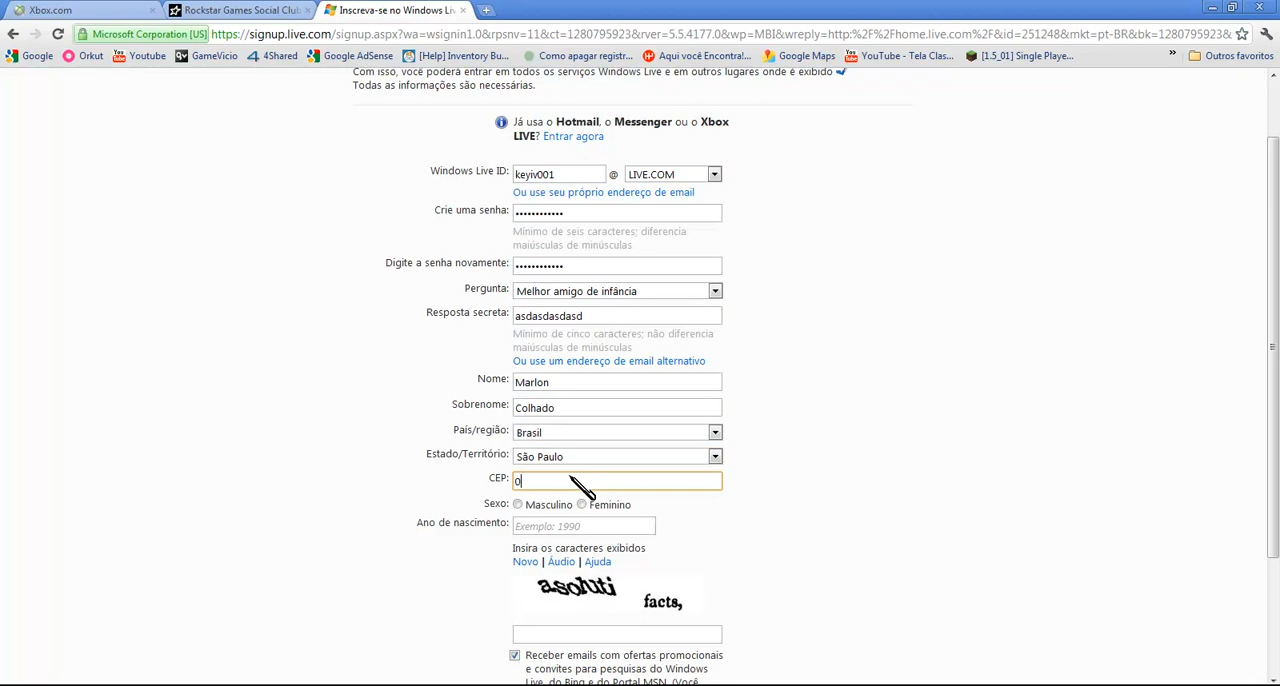 Xbox.com
Rockstar Games Social Club
Inscreva-se no Windows Liv
Microsoft Corporation [US]
https://signup.live.com/signup.aspx?wa=wsignin1.0&rpsnv=11&ct=1280795923&rver=5.5.4177.0&wp=MBI&wreply=http:%2F%2Fhome.live.com%2F&id=251248&mkt=pt-BR&bk=1280795923&
Google Orkut Youtube GameVicio 4Shared Google AdSense [Help] Inventory Bu... Como apagar registr... Aqui você Encontra!... Google Maps YouTube - Tela Clas... [1.5_01] Single Playe... » Outros favoritos
Com isso, você poderá entrar em todos os serviços Windows Live e em outros lugares onde é exibido
Todas as informações são necessárias.
Já usa o Hotmail, o Messenger ou o Xbox
LIVE? Entrar agora
Windows Live ID: keyiv001 @ LIVE.COM
Ou use seu próprio endereço de email
Crie uma senha: ••••••••••••
Mínimo de seis caracteres; diferencia
maiúsculas de minúsculas
Digite a senha novamente: ••••••••••••
Pergunta: Melhor amigo de infância
Resposta secreta: asdasdasdasd
Mínimo de cinco caracteres; não diferencia
maiúsculas de minúsculas
Ou use um endereço de email alternativo
Nome: Marlon
Sobrenome: Colhado
País/região: Brasil
Estado/Território: São Paulo
CEP: 0
Sexo: Masculino Feminino
Ano de nascimento: Exemplo: 1990
Insira os caracteres exibidos
Novo | Áudio | Ajuda
asoluti facts,
Receber emails com ofertas promocionais
e convites para pesquisas do Windows
Live, do Bing e do Portal MSN. (Você